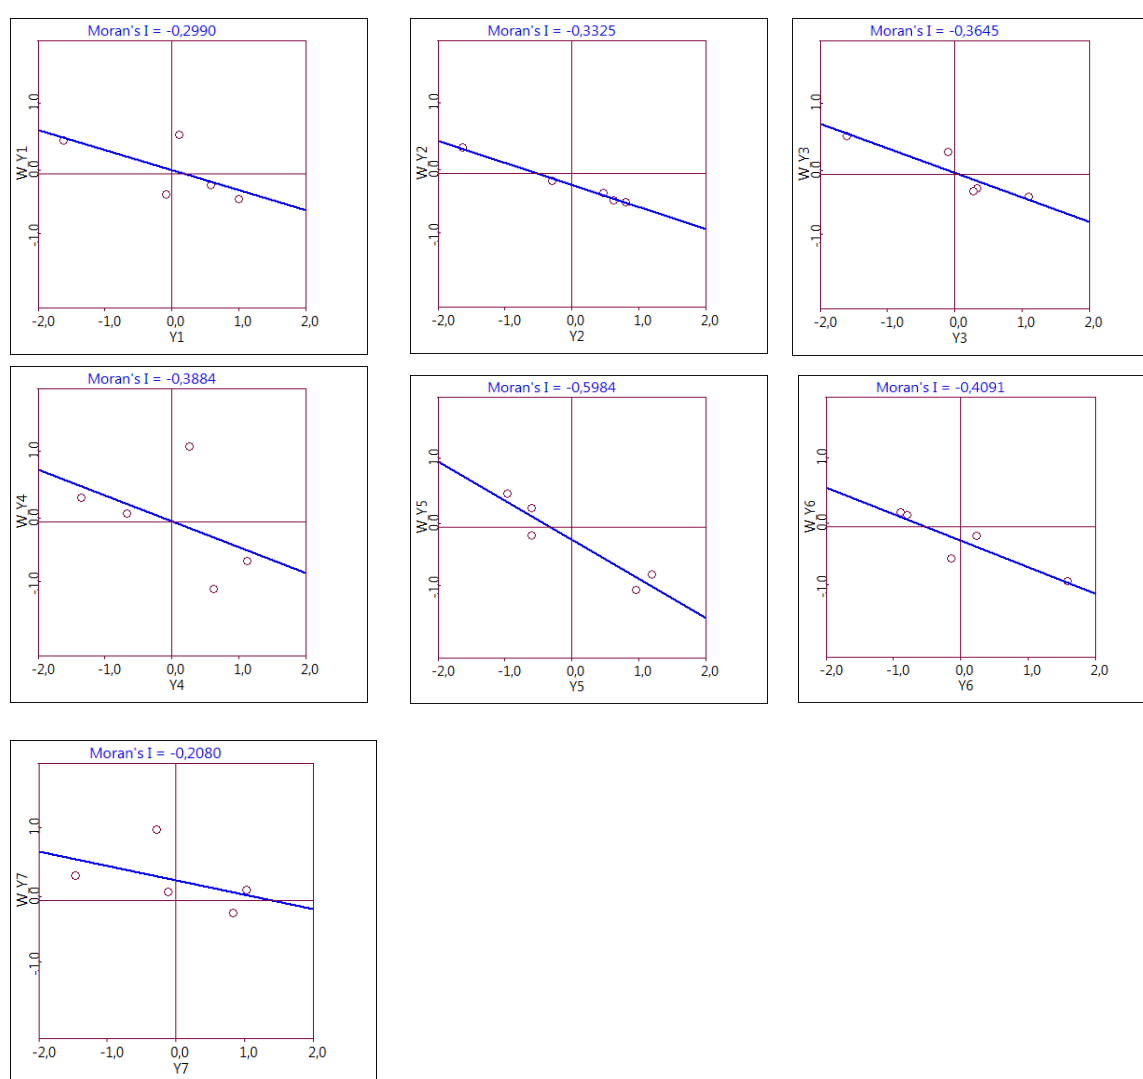 Moran's I = -0,2990
W_Y1
1,0
0,0
-1,0
-2,0 -1,0 0,0 1,0 2,0
Y1
Moran's I = -0,3325
W_Y2
1,0
0,0
-1,0
-2,0 -1,0 0,0 1,0 2,0
Y2
Moran's I = -0,3645
W_Y3
1,0
0,0
-1,0
-2,0 -1,0 0,0 1,0 2,0
Y3
Moran's I = -0,3884
W_Y4
1,0
0,0
-1,0
-2,0 -1,0 0,0 1,0 2,0
Y4
Moran's I = -0,5984
W_Y5
1,0
0,0
-1,0
-2,0 -1,0 0,0 1,0 2,0
Y5
Moran's I = -0,4091
W_Y6
1,0
0,0
-1,0
-2,0 -1,0 0,0 1,0 2,0
Y6
Moran's I = -0,2080
W_Y7
1,0
0,0
-1,0
-2,0 -1,0 0,0 1,0 2,0
Y7